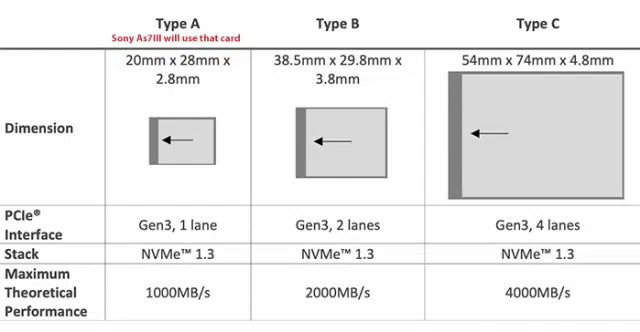 Type A Type B Type C
Sony As7III will use that card
20mm x 28mm x 38.5mm x 29.8mm x 54mm x 74mm x 4.8mm
2.8mm 3.8mm
Dimension
PCIe®
Interface Gen3, 1 lane Gen3, 2 lanes Gen3, 4 lanes
Stack NVMe™ 1.3 NVMe™ 1.3 NVMe™ 1.3
Maximum
Theoretical 1000MB/s 2000MB/s 4000MB/s
Performance